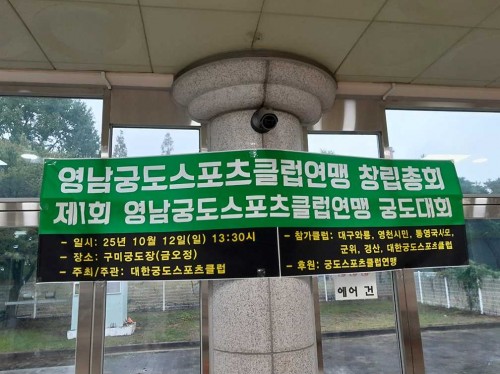 영남궁도스포츠클럽연맹 창립총회
제1회 영남궁도스포츠클럽연맹 궁도대회
- 일시: 25년 10월 12일(일) 13:30시
- 장소: 구미궁도장(금오정)
- 주최/주관: 대한궁도스포츠클럽
- 참가클럽: 대구와룡, 영천시민, 통영국시모,
군위, 경산, 대한궁도스포츠클럽
- 후원: 궁도스포츠클럽연맹
에어 건